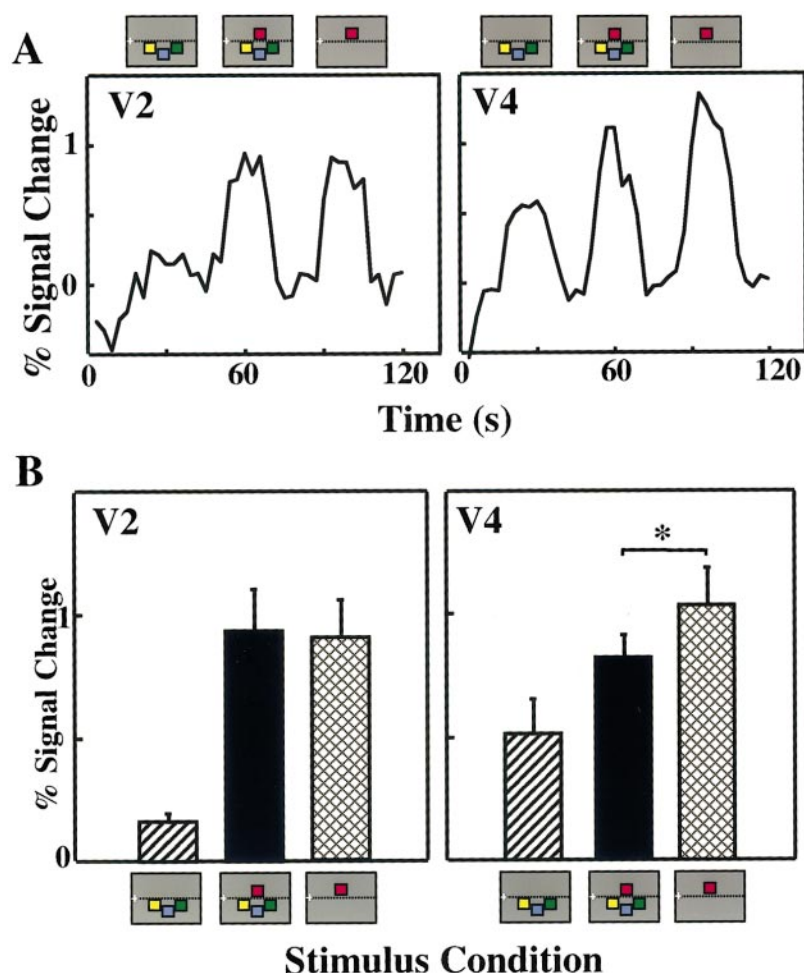 A
V2
V4
1
0
% Signal Change
0
60
120
0
60
120
Time (s)
B
V2
V4
*
1
0
% Signal Change
Stimulus Condition